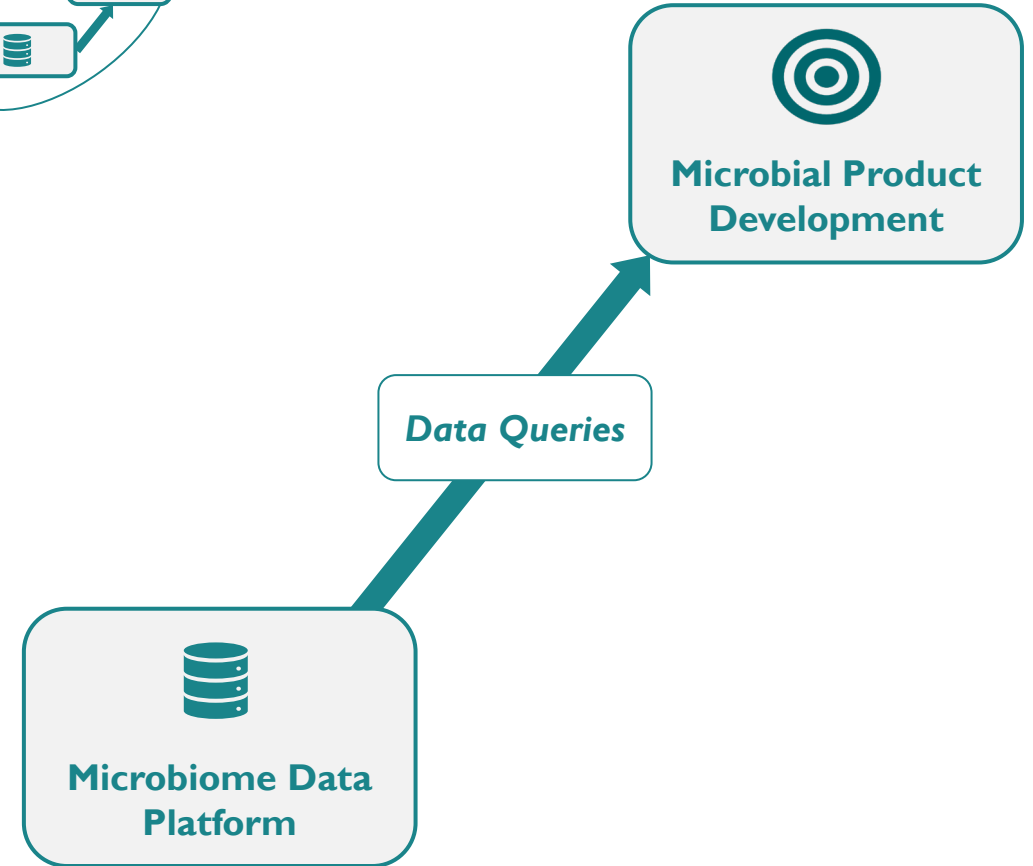 Microbial Product
Development
Data Queries
Microbiome Data
Platform